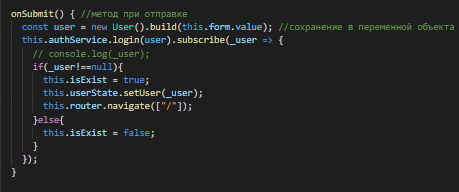 onSubmit() { //метод при отправке
const user = new User().build(this.form.value); //сохранение в переменной объекта
this.authService.login(user).subscribe(_user => {
// console.log(_user);
if(_user!==null){
this.isExist = true;
this.userState.setUser(_user);
this.router.navigate(["/"]);
}else{
this.isExist = false;
}
});
}